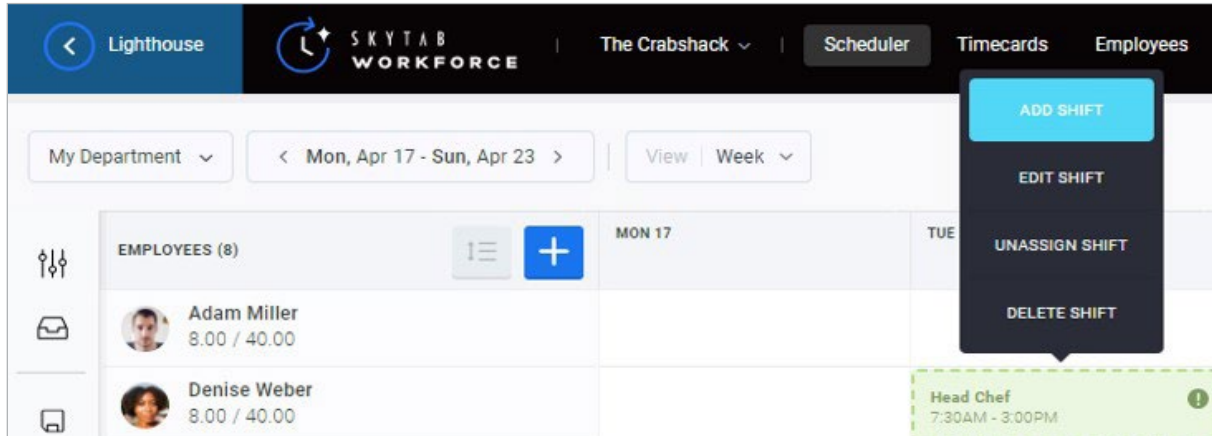 Lighthouse
SKYTAB
WORKFORCE
The Crabshack
Scheduler
Timecards
Employees
ADD SHIFT
My Department
Mon, Apr 17 - Sun, Apr 23
View
Week
EDIT SHIFT
EMPLOYEES (8)
MON 17
TUE
UNASSIGN SHIFT
Adam Miller
8.00 / 40.00
DELETE SHIFT
Denise Weber
8.00 / 40.00
Head Chef
7:30AM - 3:00PM